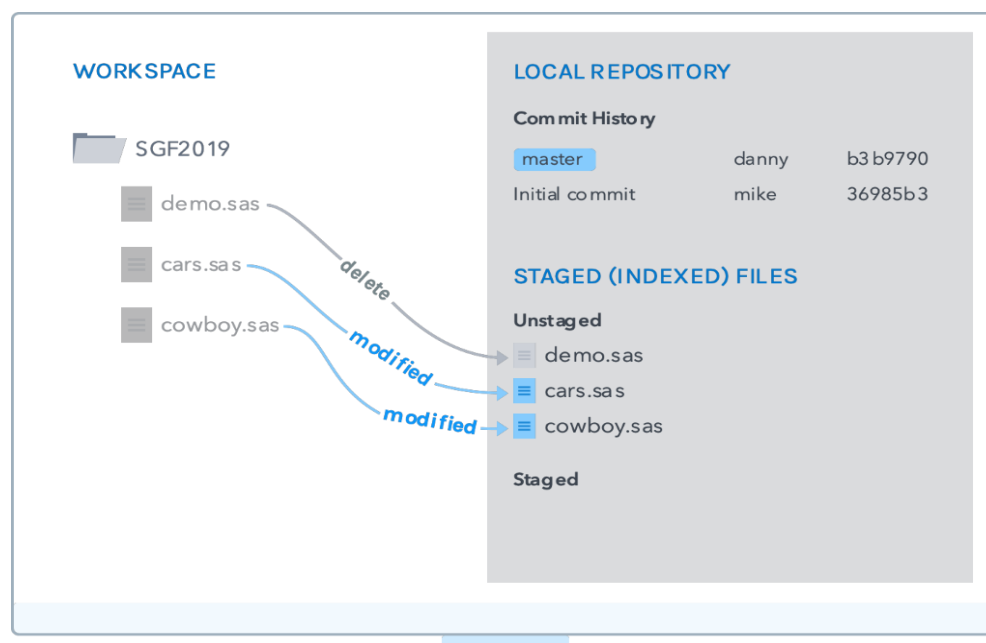 WORKSPACE
SGF2019
demo.sas
cars.sas
cowboy.sas
delete
modified
modified
LOCAL REPOSITORY
Commit History
master danny b3b9790
Initial commit mike 36985b3
STAGED (INDEXED) FILES
Unstaged
demo.sas
cars.sas
cowboy.sas
Staged